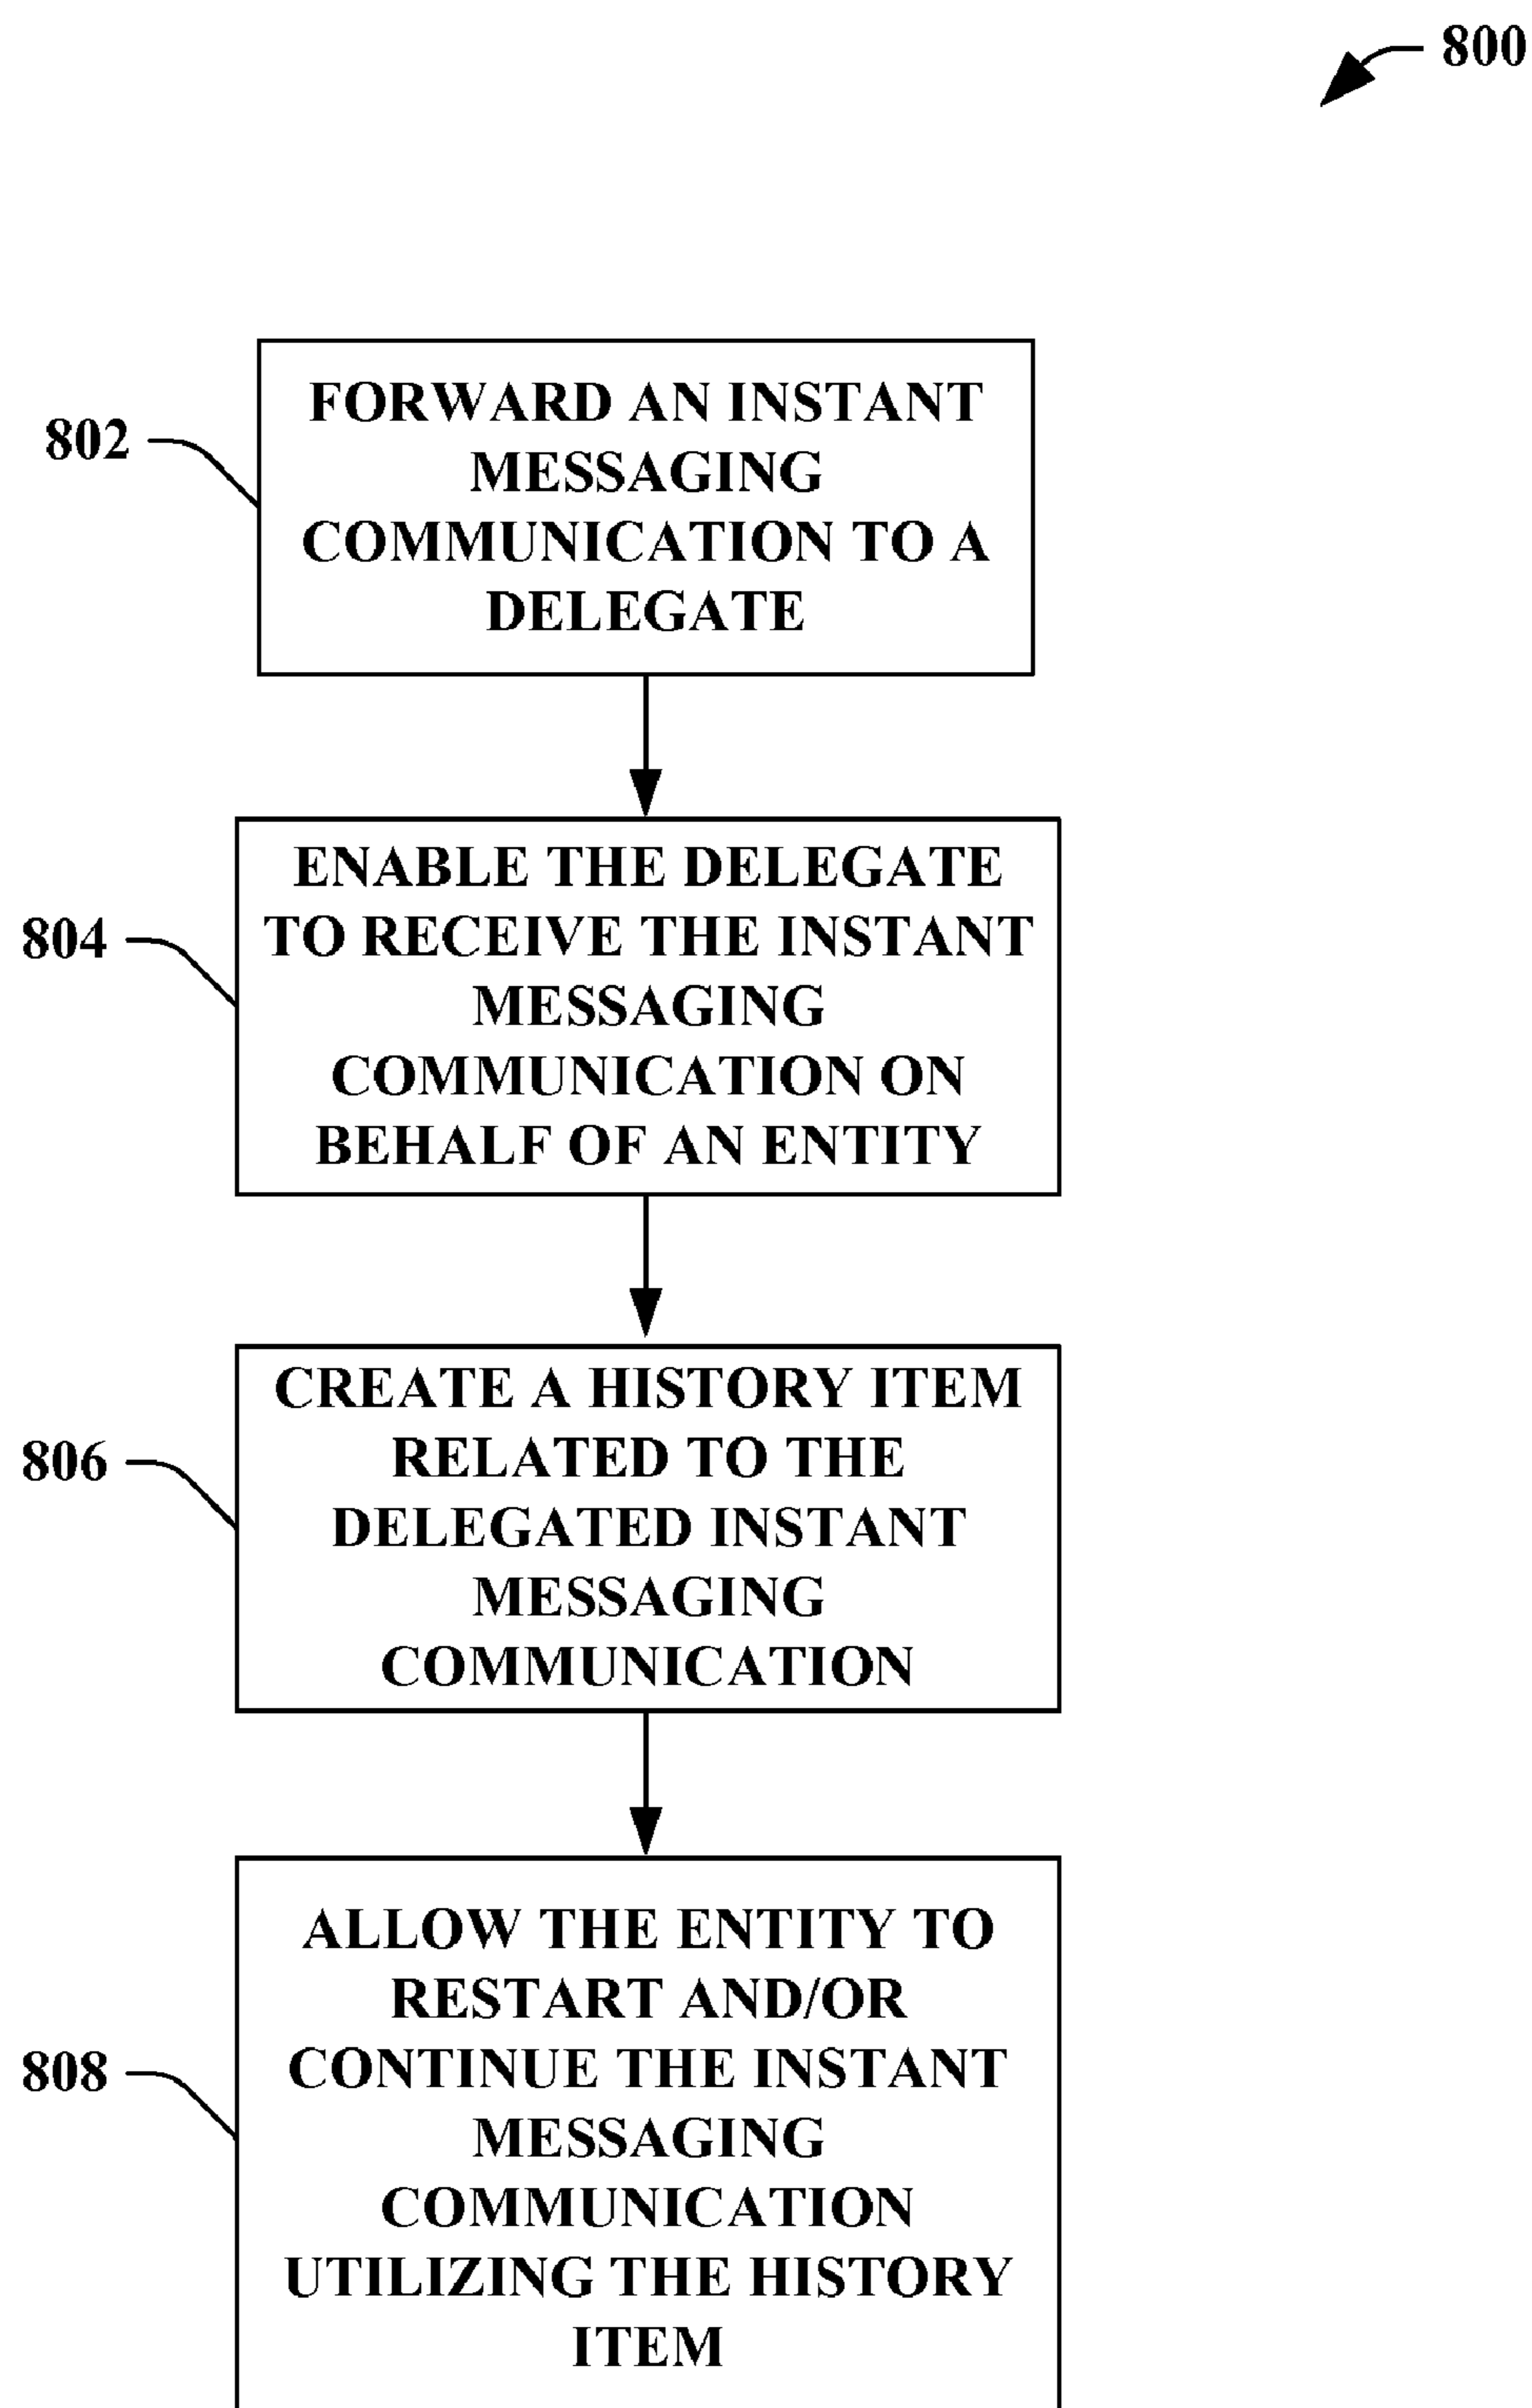 800
802
FORWARD AN INSTANT
MESSAGING
COMMUNICATION TO A
DELEGATE
804
ENABLE THE DELEGATE
TO RECEIVE THE INSTANT
MESSAGING
COMMUNICATION ON
BEHALF OF AN ENTITY
806
CREATE A HISTORY ITEM
RELATED TO THE
DELEGATED INSTANT
MESSAGING
COMMUNICATION
808
ALLOW THE ENTITY TO
RESTART AND/OR
CONTINUE THE INSTANT
MESSAGING
COMMUNICATION
UTILIZING THE HISTORY
ITEM